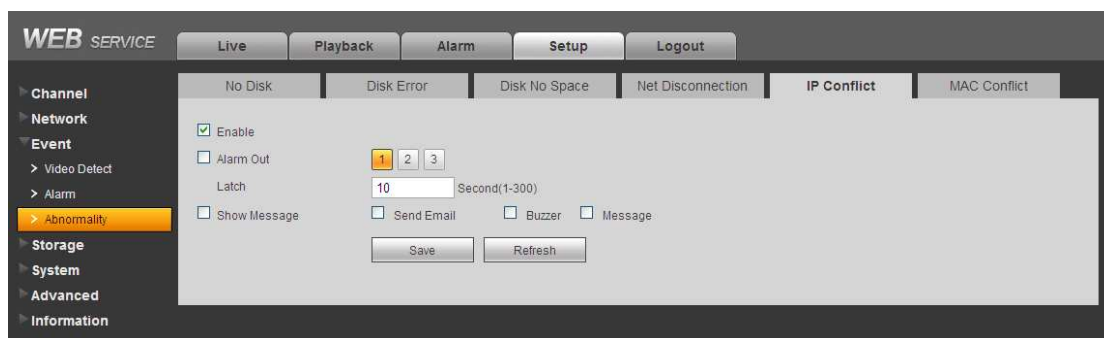 WEB SERVICE
Live Playback Alarm Setup Logout
No Disk Disk Error Disk No Space Net Disconnection IP Conflict MAC Conflict
Channel
Network
Event
> Video Detect
> Alarm
> Abnormality
Storage
System
Advanced
Information
Enable
Alarm Out 1 2 3
Latch 10 Second(1-300)
Show Message Send Email Buzzer Message
Save Refresh